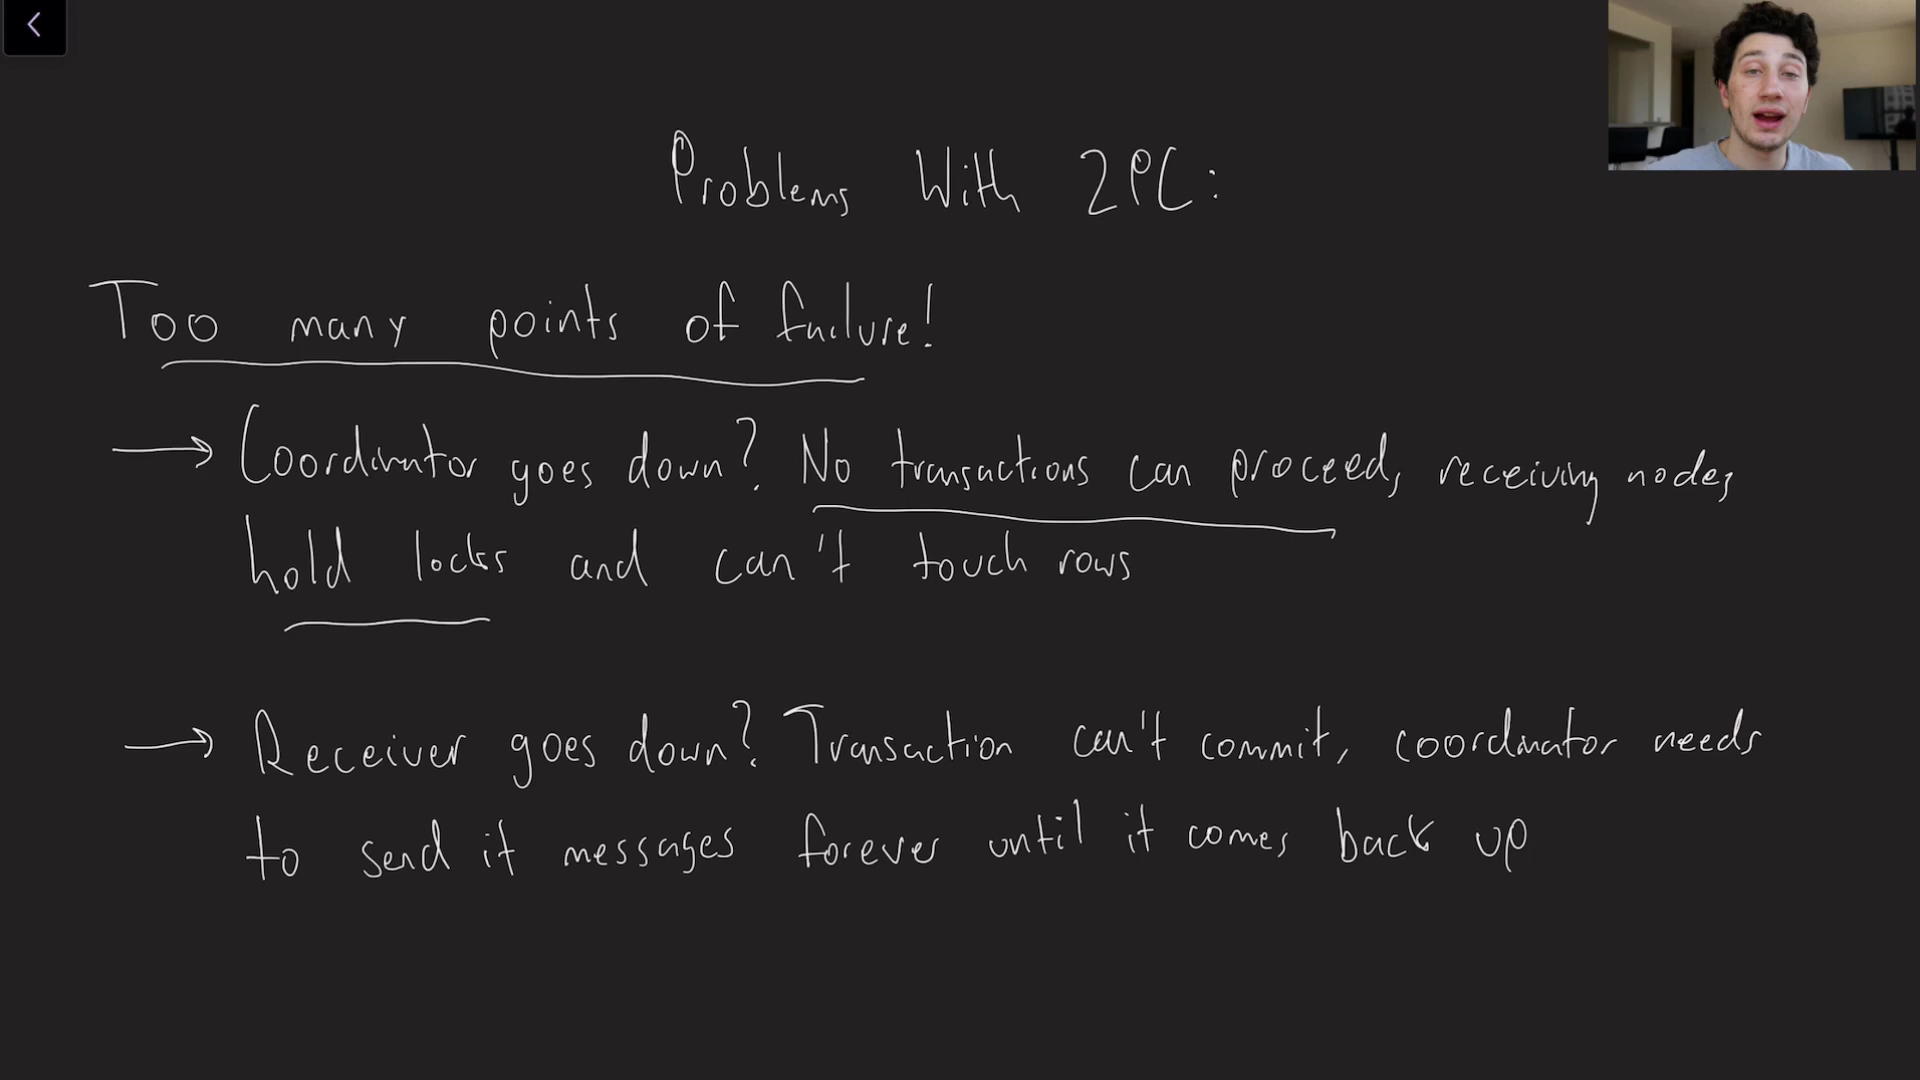 Problems With 2PC:
Too many points of failure!
→ Coordinator goes down? No transactions can proceed, receiving nodes
hold locks and can't touch rows
→ Receiver goes down? Transaction can't commit, coordinator needs
to send it messages forever until it comes back up